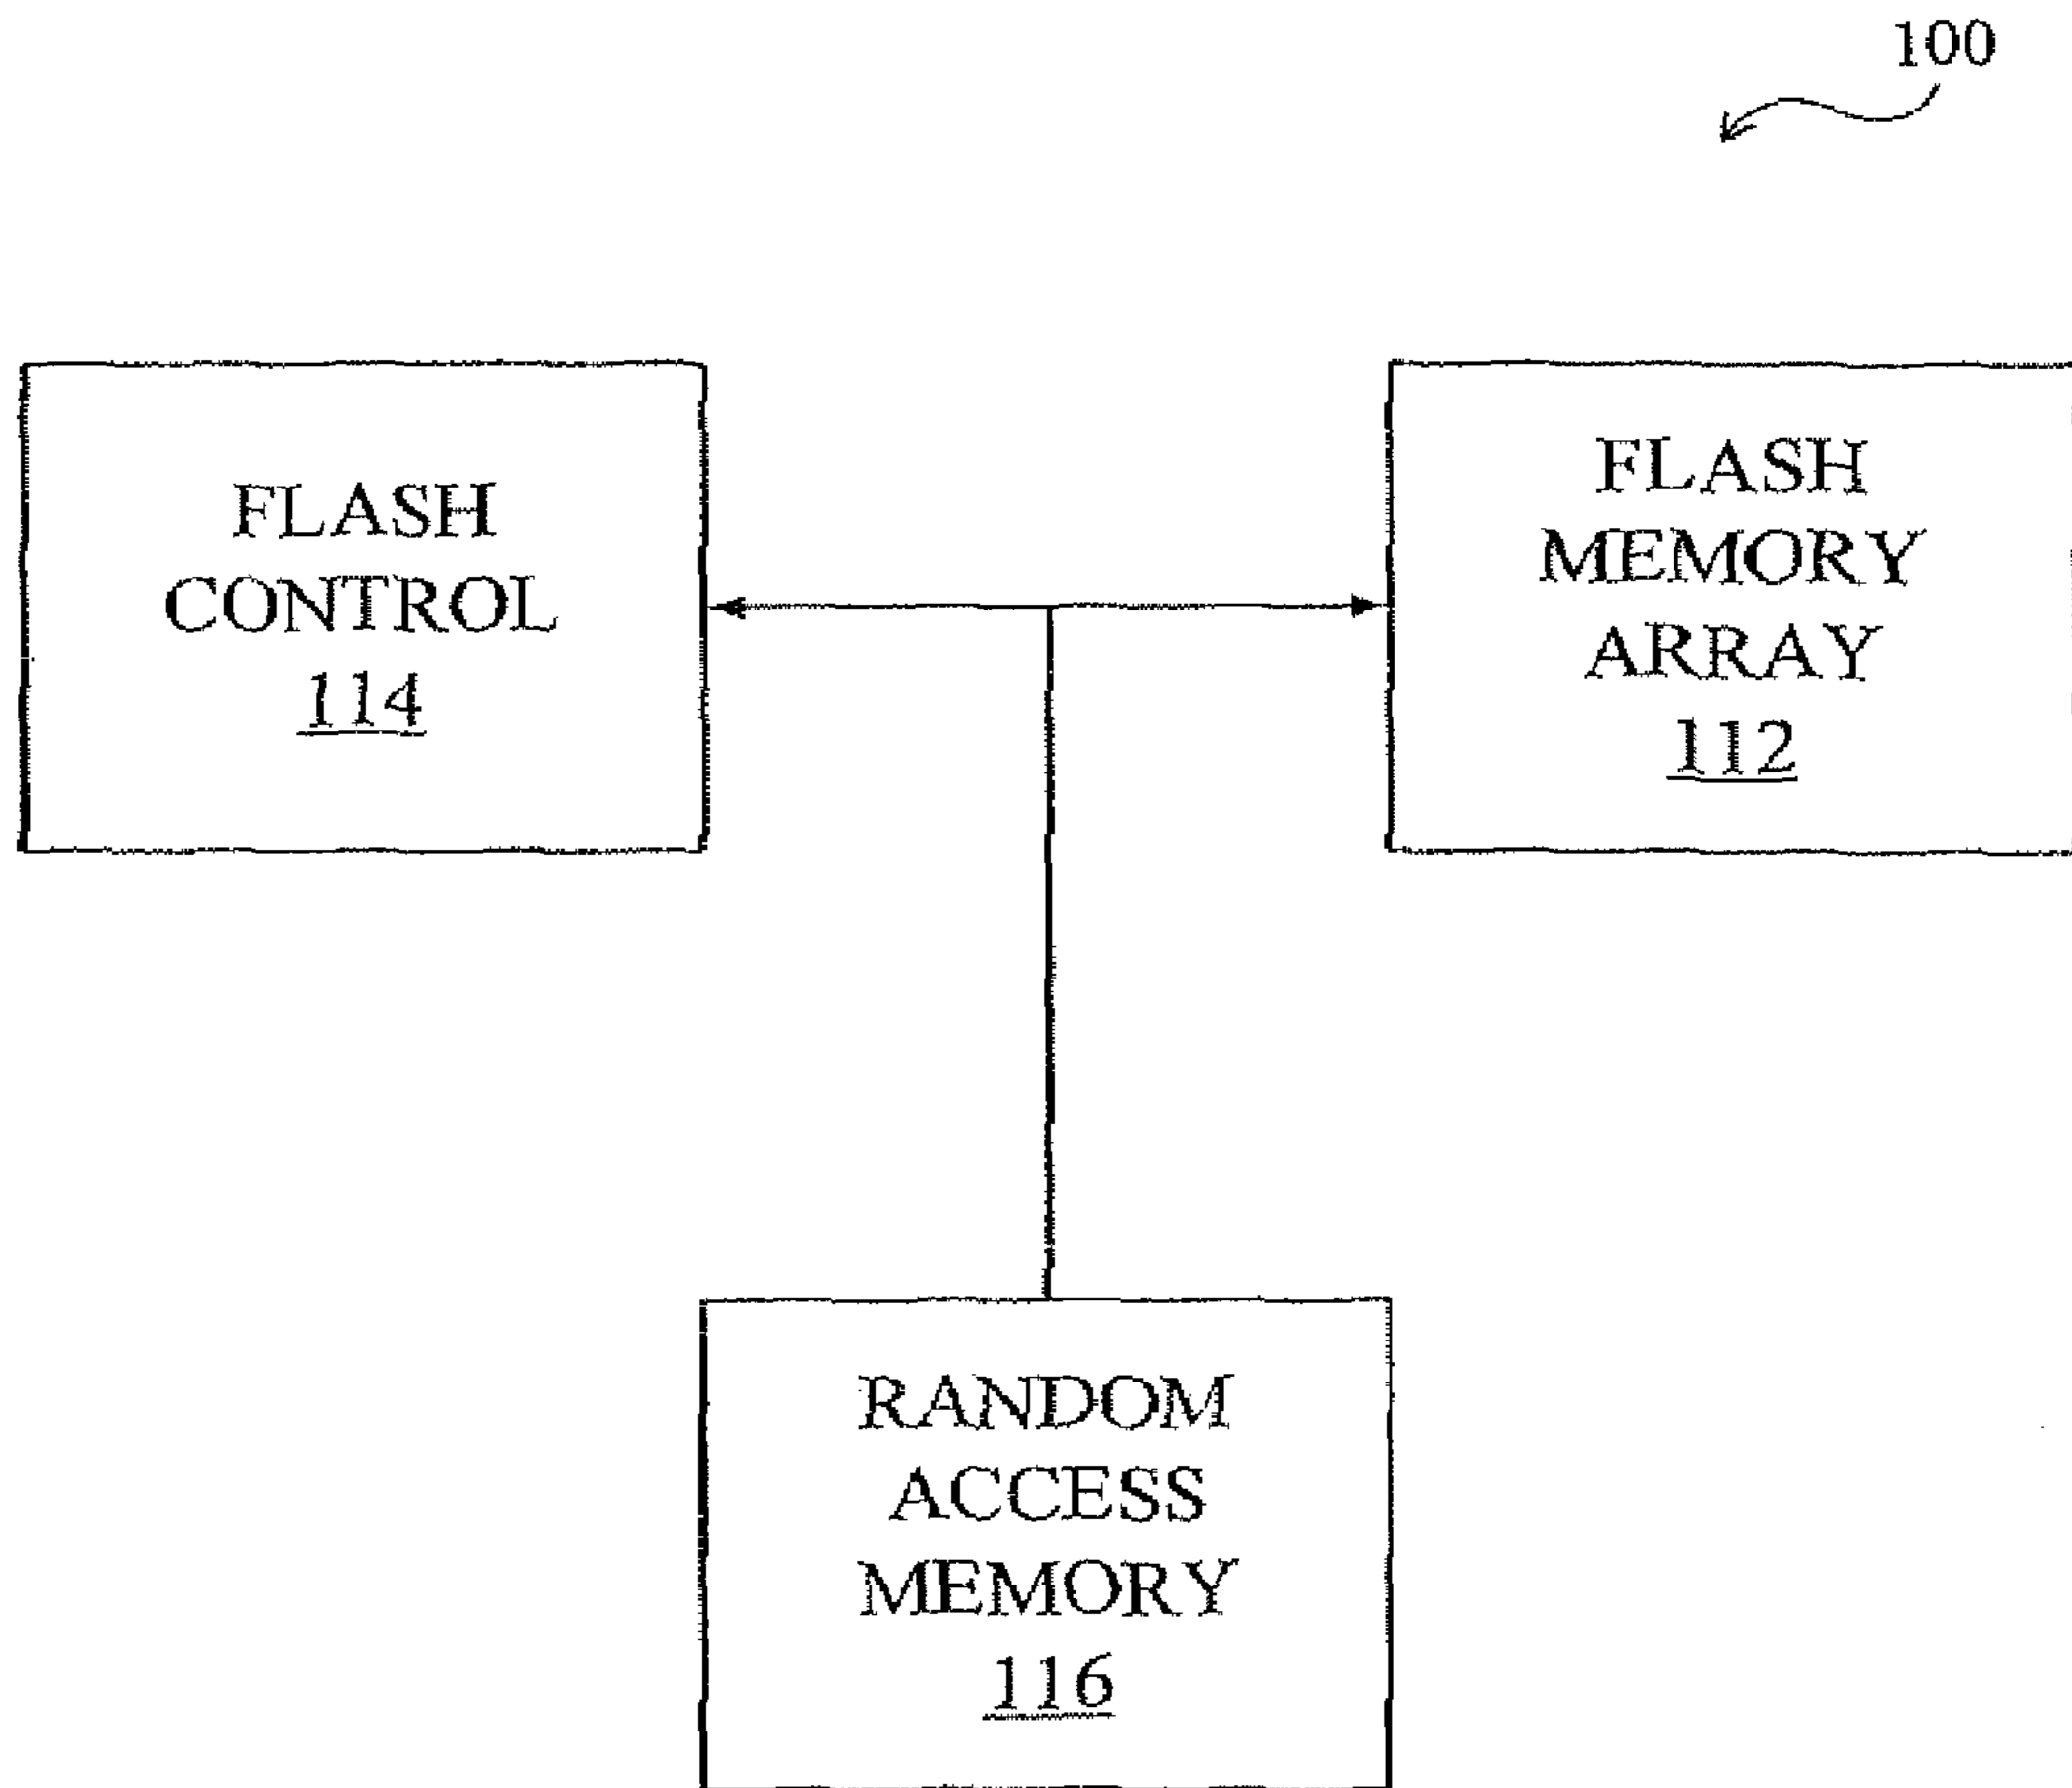 100
FLASH
CONTROL
114
FLASH
MEMORY
ARRAY
112
RANDOM
ACCESS
MEMORY
116